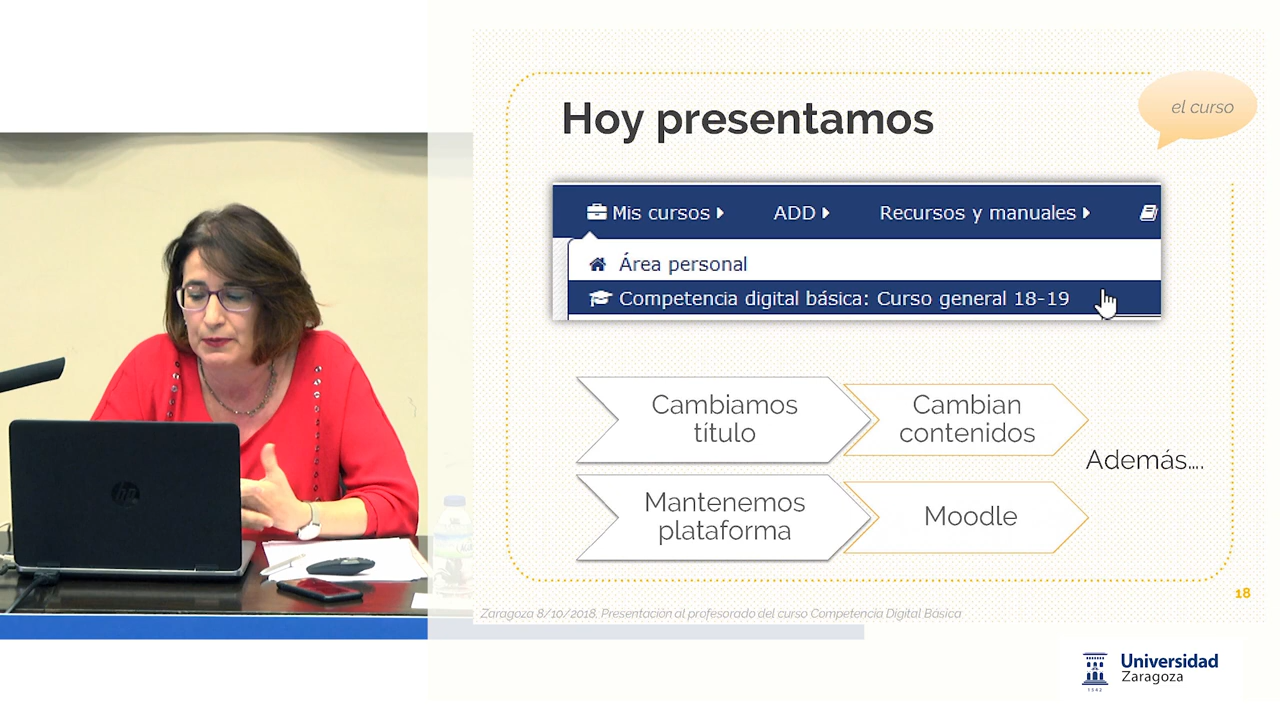 Hoy presentamos
el curso
Mis cursos
ADD
Recursos y manuales
Área personal
Competencia digital básica: Curso general 18-19
Cambiamos
título
Cambian
contenidos
Además....
Mantenemos
plataforma
Moodle
18
Zaragoza 8/10/2018. Presentación al profesorado del curso Competencia Digital Básica
hp
Universidad
Zaragoza
1542